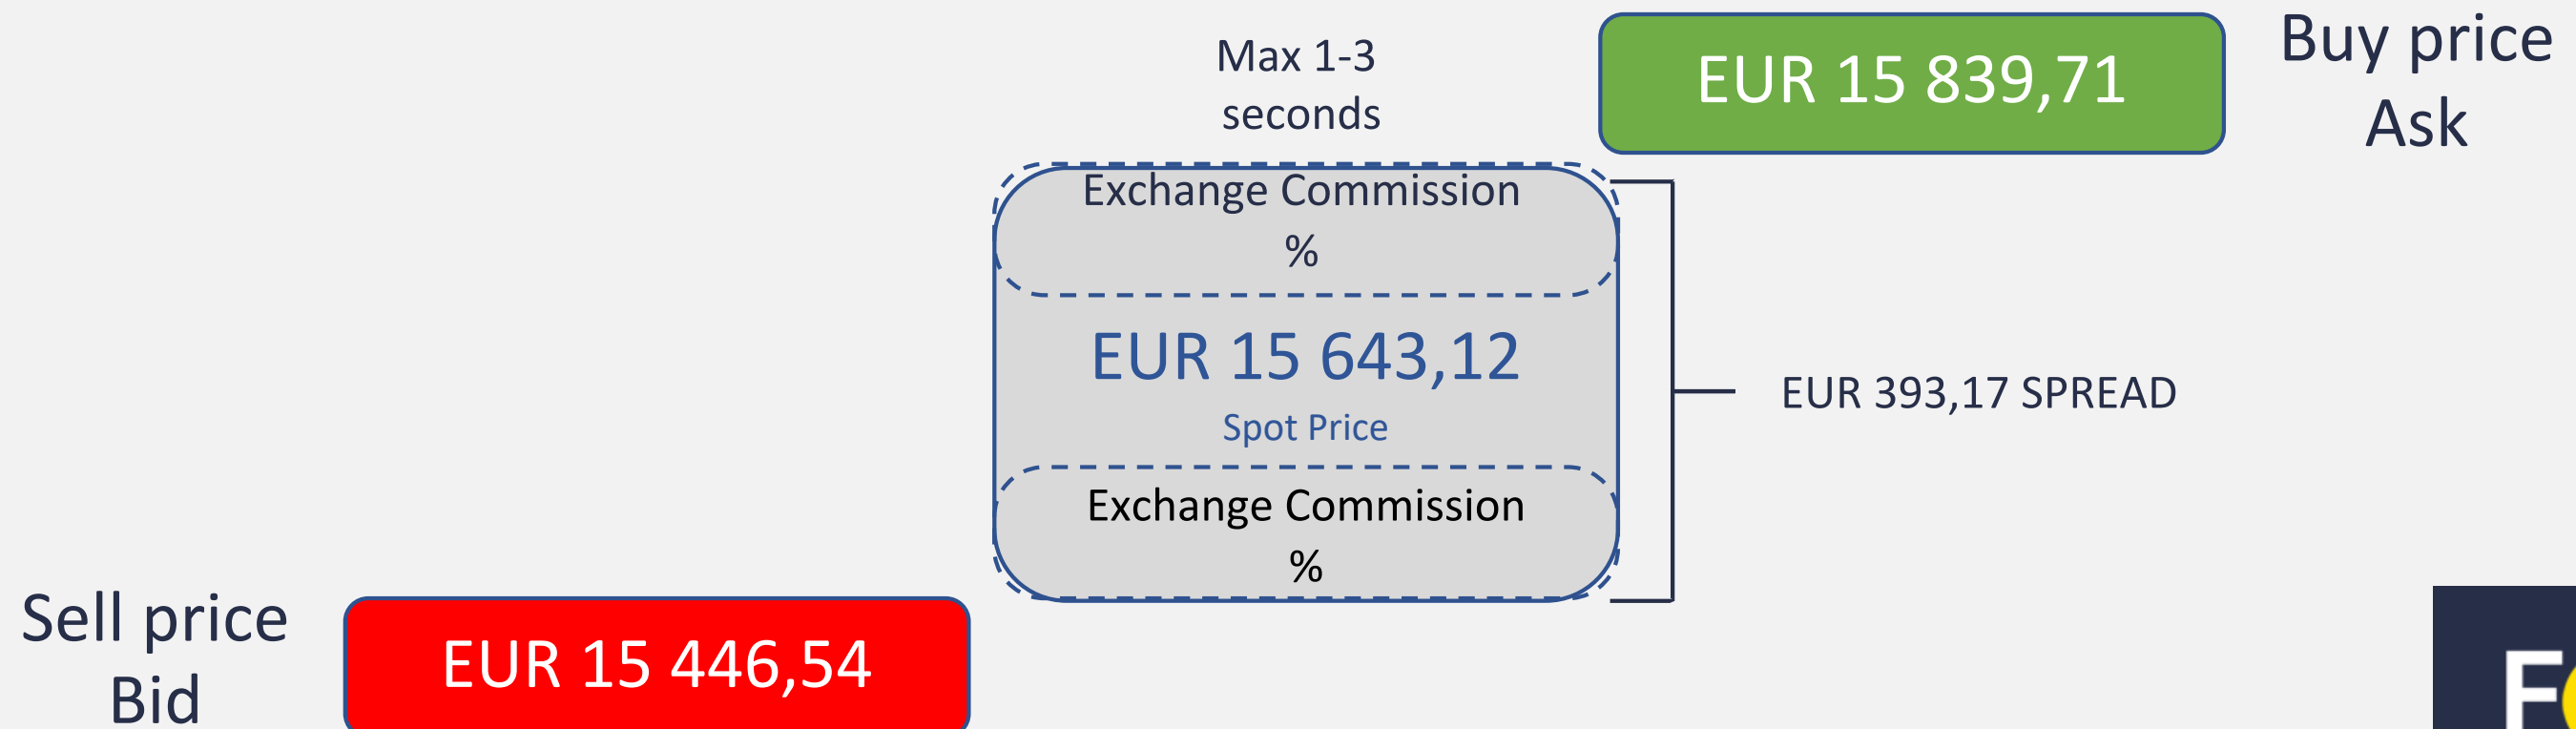 Max 1-3
seconds
EUR 15 839,71
Buy price
Ask
Exchange Commission
%
EUR 15 643,12
Spot Price
EUR 393,17 SPREAD
Exchange Commission
%
Sell price
Bid
EUR 15 446,54